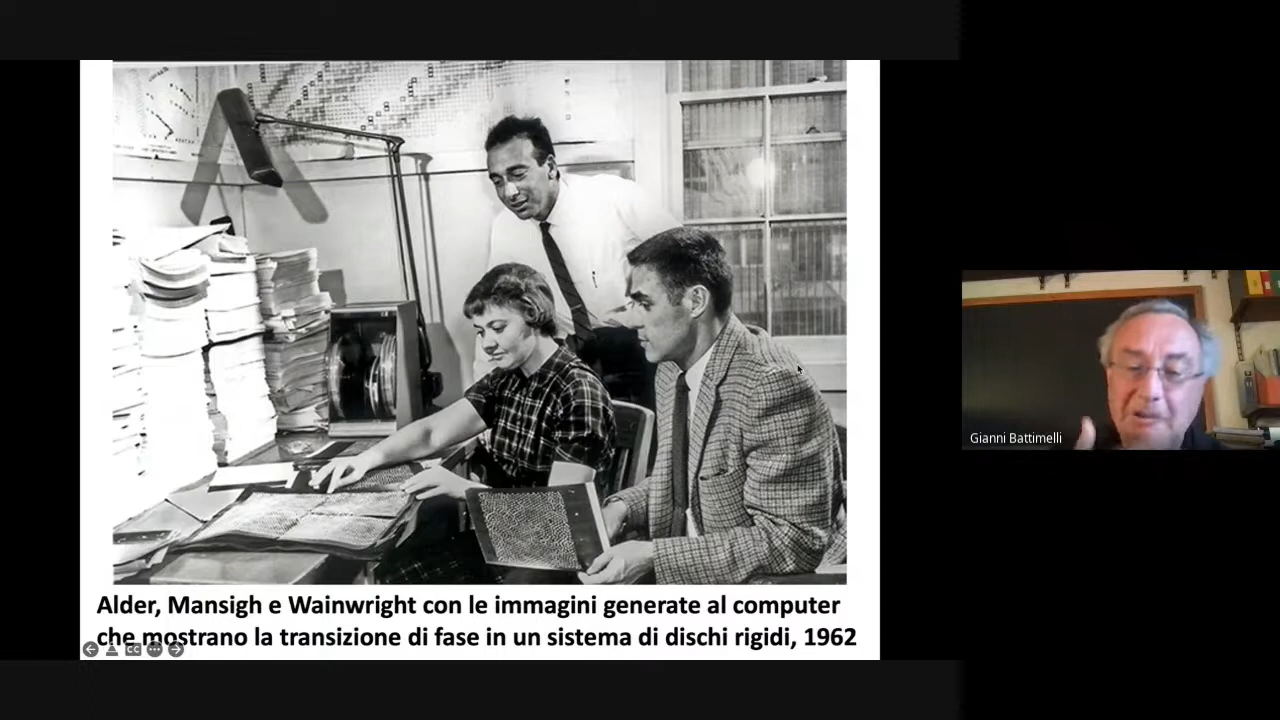 Alder, Mansigh e Wainwright con le immagini generate al computer
che mostrano la transizione di fase in un sistema di dischi rigidi, 1962
CC
Gianni Battimelli